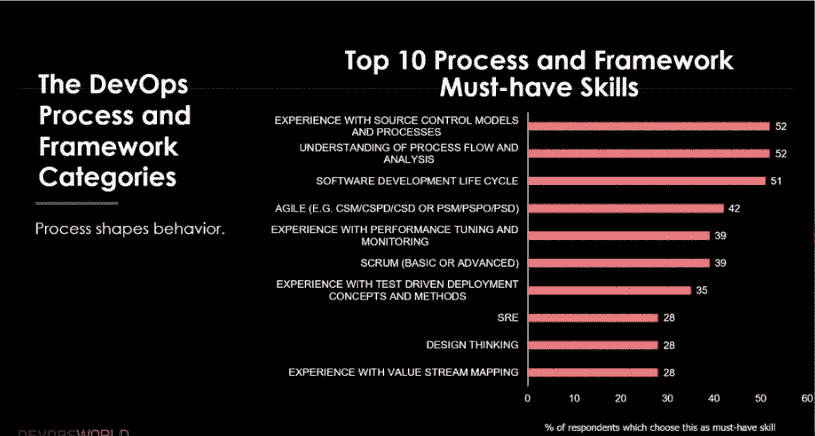 The DevOps
Process and
Framework
Categories
Process shapes behavior.
Top 10 Process and Framework
Must-have Skills
EXPERIENCE WITH SOURCE CONTROL MODELS
AND PROCESSES
52
UNDERSTANDING OF PROCESS FLOW AND
ANALYSIS
52
SOFTWARE DEVELOPMENT LIFE CYCLE
51
AGILE (E.G. CSM/CSPD/CSD OR PSM/PSPO/PSD)
42
EXPERIENCE WITH PERFORMANCE TUNING AND
MONITORING
39
SCRUM (BASIC OR ADVANCED)
39
EXPERIENCE WITH TEST DRIVEN DEPLOYMENT
CONCEPTS AND METHODS
35
SRE
28
DESIGN THINKING
28
EXPERIENCE WITH VALUE STREAM MAPPING
28
0 10 20 30 40 50 60
% of respondents which choose this as must-have skill
DEVOPSWORLD